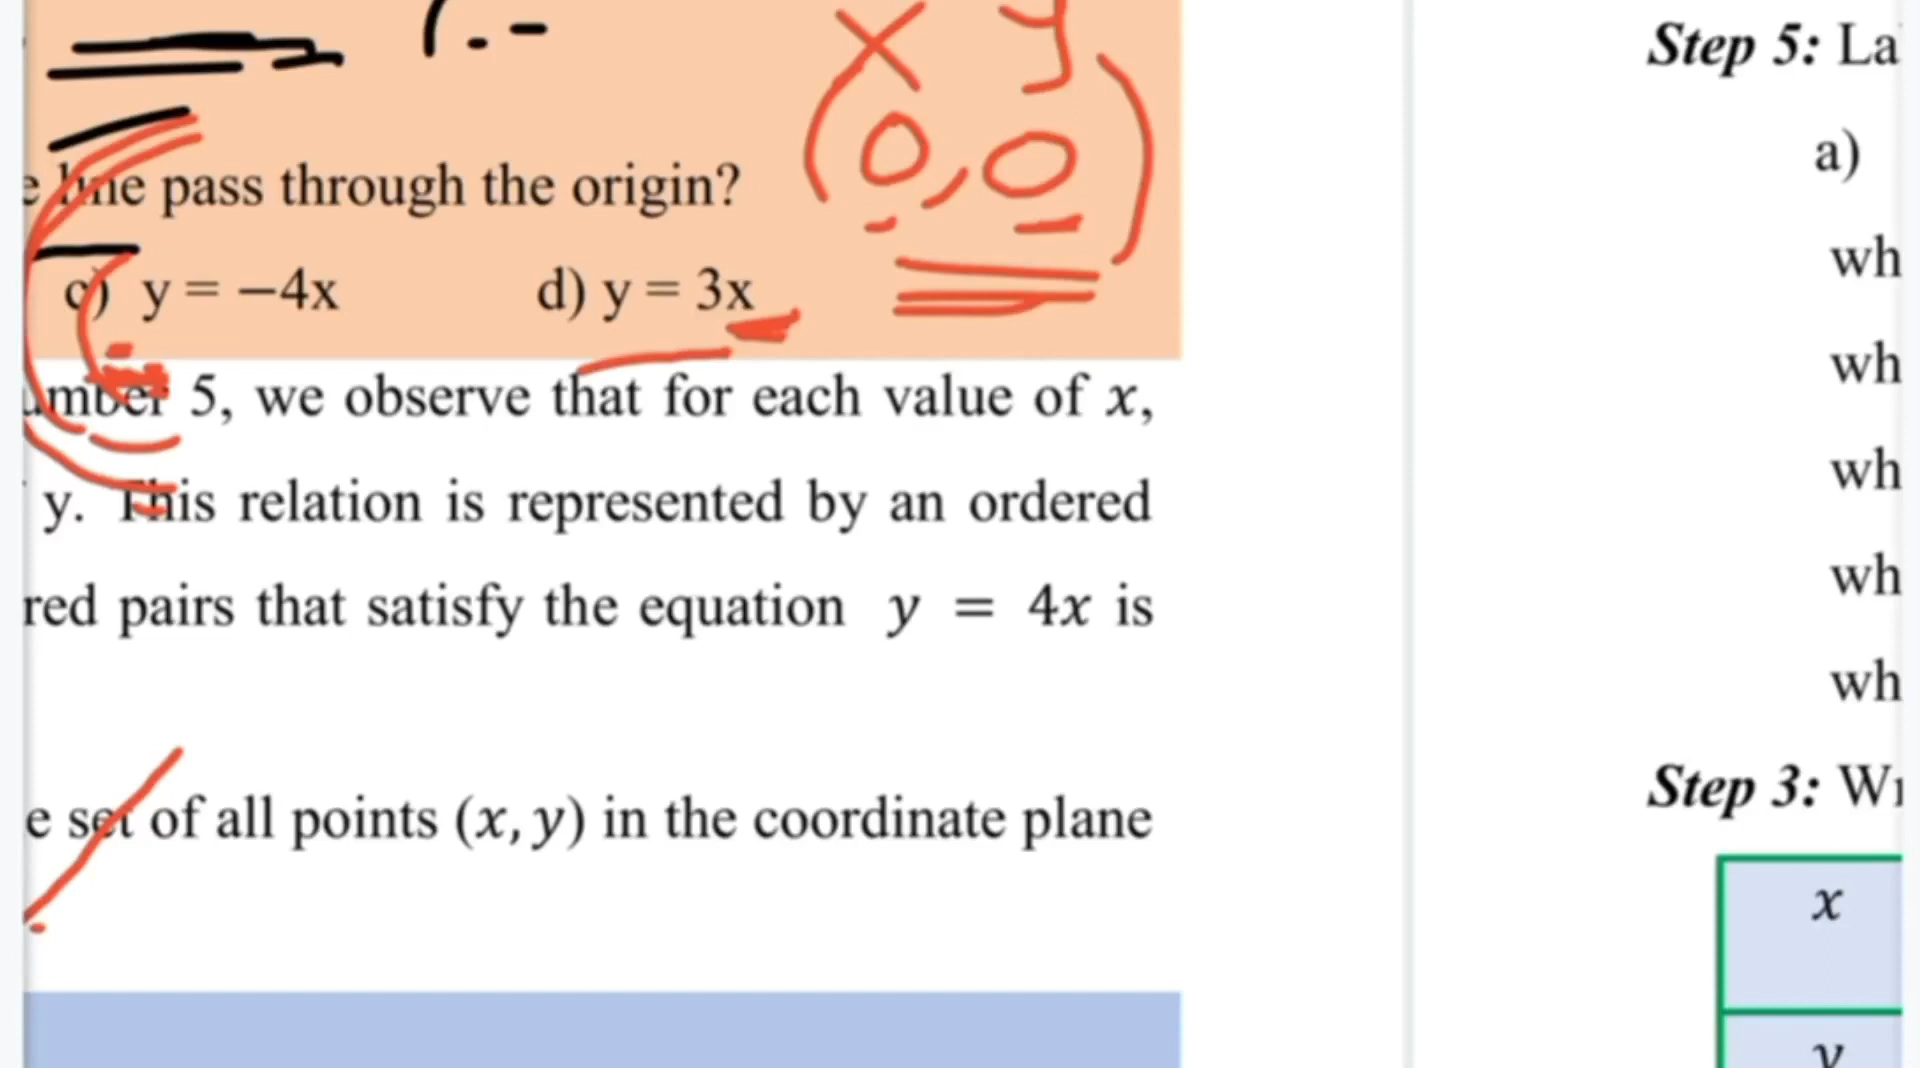 x y
(0,0)
line pass through the origin?
c) y = −4x d) y = 3x
5, we observe that for each value of x,
y. This relation is represented by an ordered
pairs that satisfy the equation y = 4x is
set of all points (x, y) in the coordinate plane
Step 5: La
a)
wh
wh
wh
wh
wh
Step 3: Wr
x
y